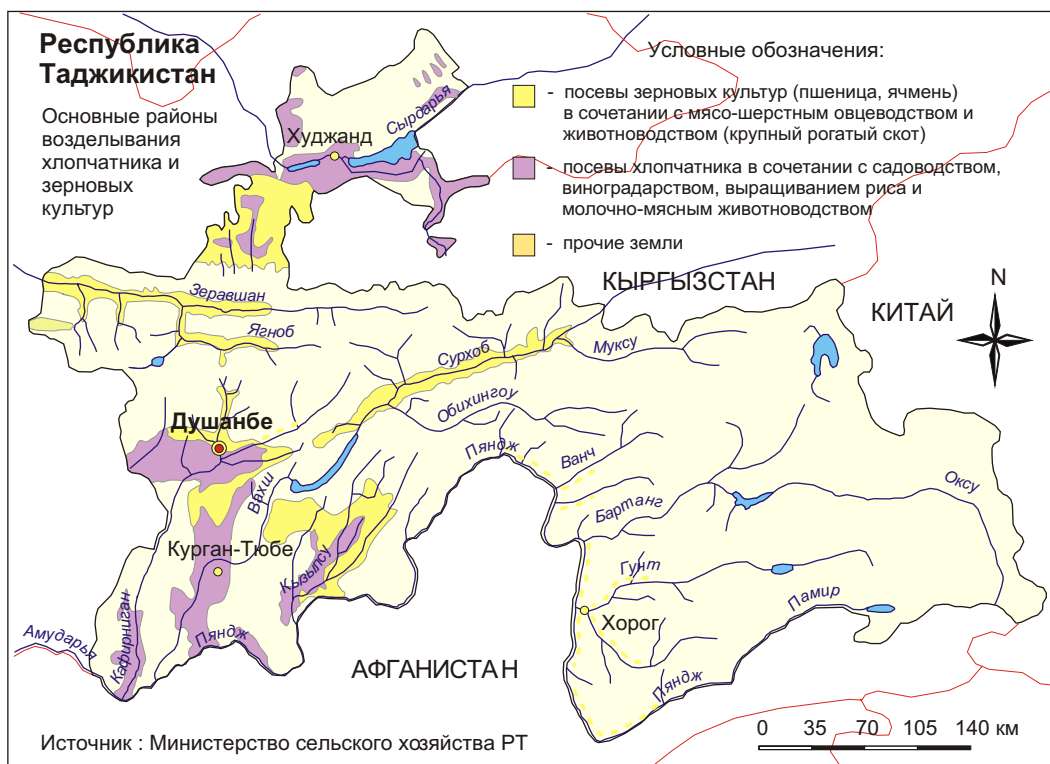 Республика
Таджикистан
Основные районы
возделывания
хлопчатника и
зерновых
культур
Условные обозначения:
- посевы зерновых культур (пшеница, ячмень)
в сочетании с мясо-шерстным овцеводством и
животноводством (крупный рогатый скот)
- посевы хлопчатника в сочетании с садоводством,
виноградарством, выращиванием риса и
молочно-мясным животноводством
- прочие земли
Сырдарья
Худжанд
КЫРГЫЗСТАН
КИТАЙ
N
Зеравшан
Ягноб
Сурхоб
Муксу
Обихингоу
Душанбе
Пяндж
Ванч
Вахш
Бартанг
Оксу
Курган-Тюбе
Кызылсу
Гунт
Памир
Хорог
Амударья
Кафирниган
Пяндж
АФГАНИСТАН
Пяндж
0 35 70 105 140 км
Источник : Министерство сельского хозяйства РТ